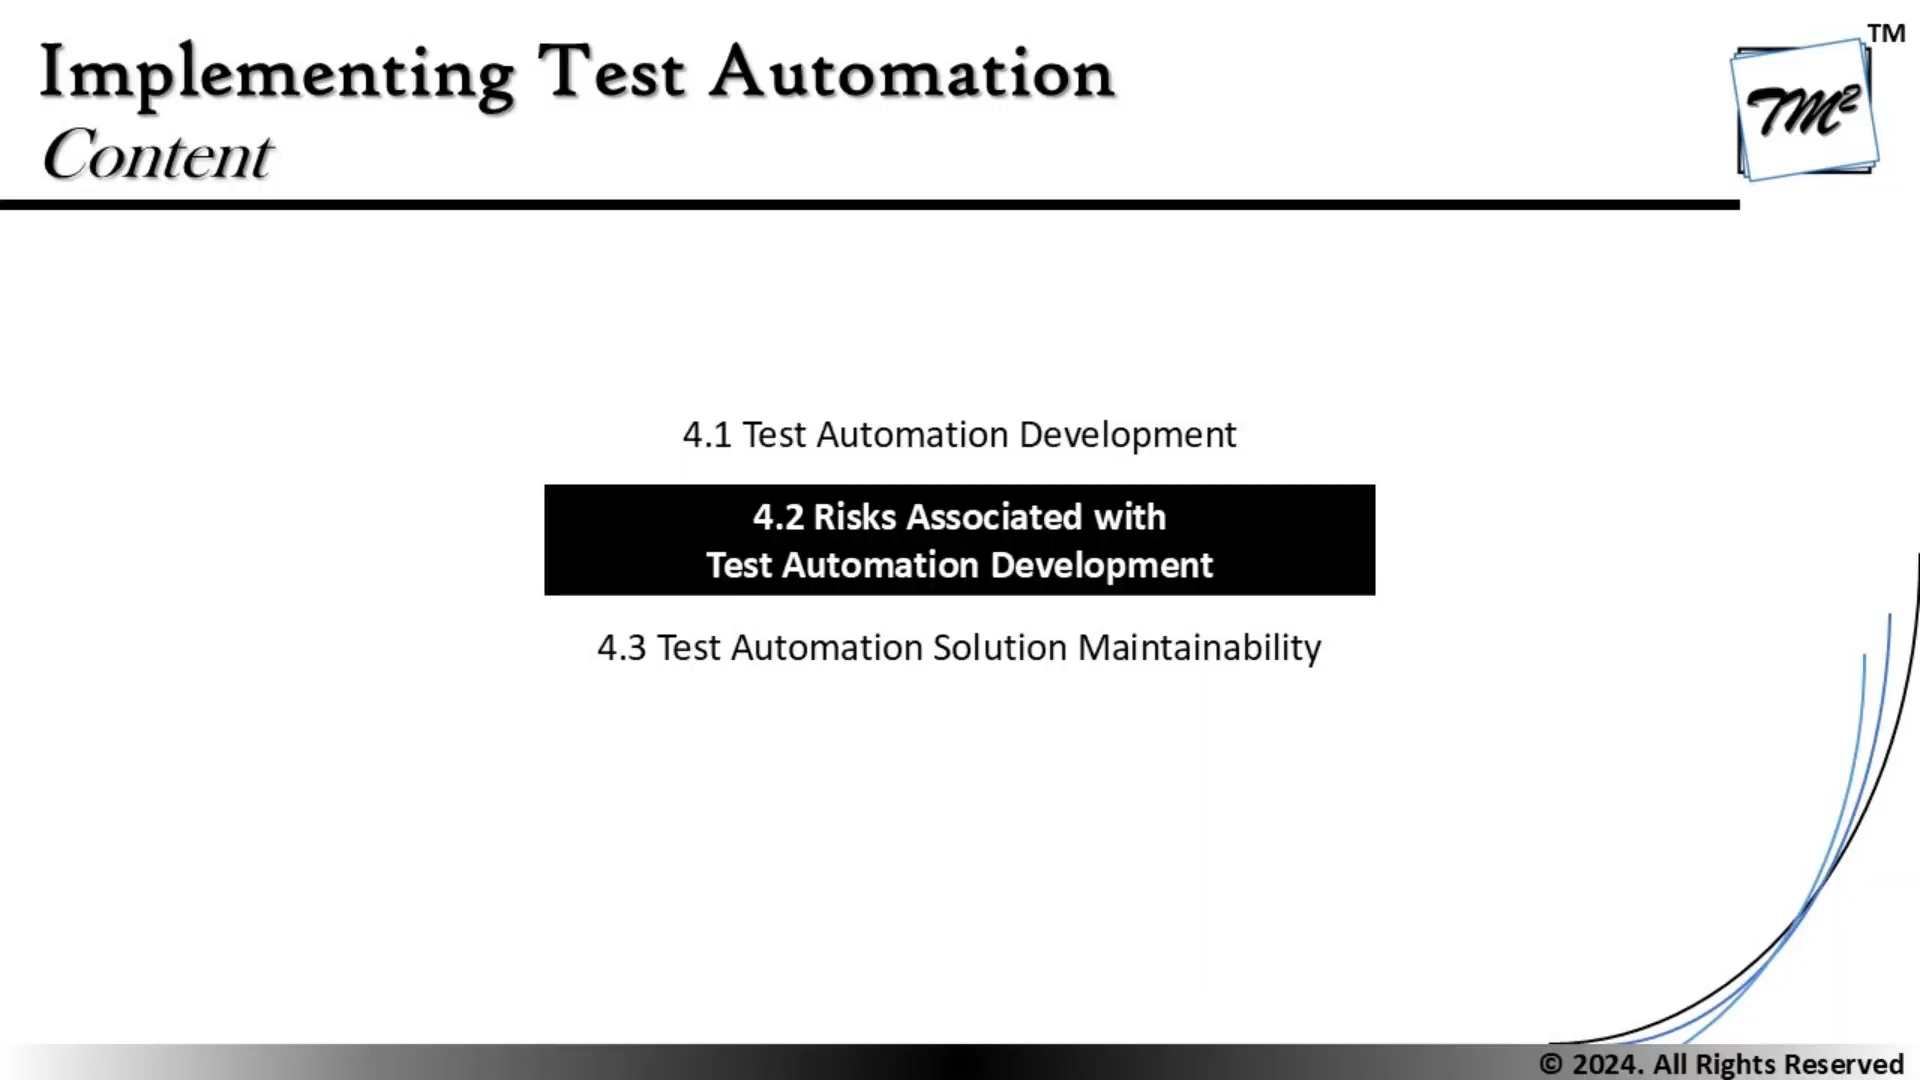 Implementing Test Automation
Content
TM
TM²
4.1 Test Automation Development
4.2 Risks Associated with
Test Automation Development
4.3 Test Automation Solution Maintainability
© 2024. All Rights Reserved